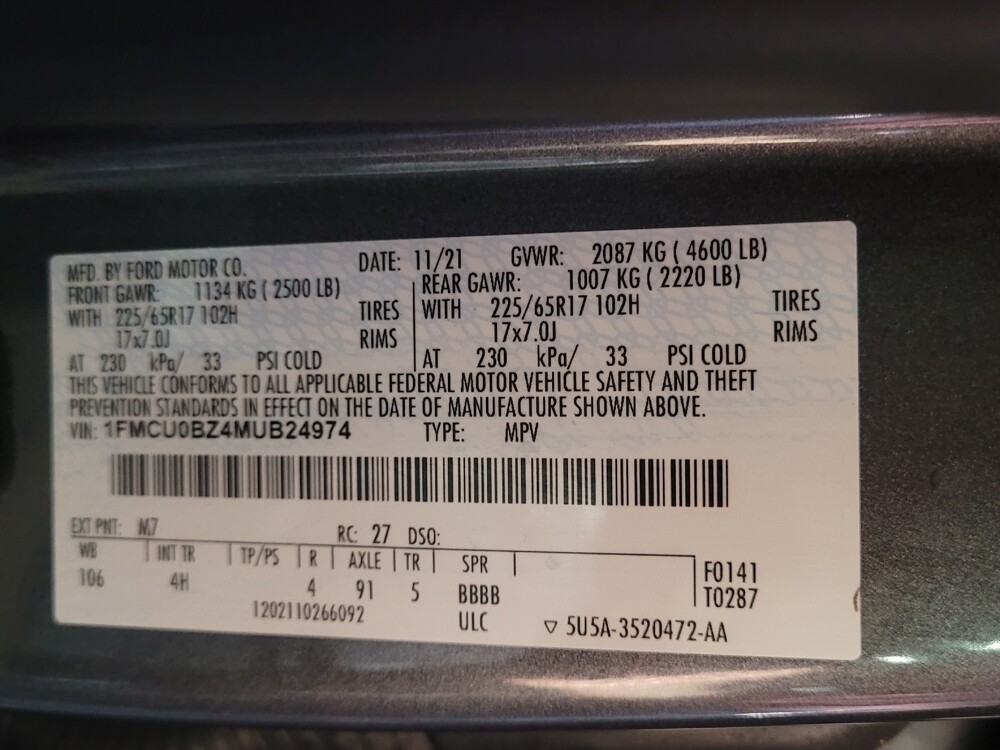 MFD. BY FORD MOTOR CO. DATE: 11/21 GVWR: 2087 KG ( 4600 LB)
FRONT GAWR: 1134 KG ( 2500 LB) REAR GAWR: 1007 KG ( 2220 LB)
WITH 225/65R17 102H TIRES WITH 225/65R17 102H TIRES
17x7.0J RIMS 17x7.0J RIMS
AT 230 kPa/ 33 PSI COLD AT 230 kPa/ 33 PSI COLD
THIS VEHICLE CONFORMS TO ALL APPLICABLE FEDERAL MOTOR VEHICLE SAFETY AND THEFT
PREVENTION STANDARDS IN EFFECT ON THE DATE OF MANUFACTURE SHOWN ABOVE.
VIN: 1FMCU0BZ4MUB24974 TYPE: MPV
EXT PNT: M7 RC: 27 DSO:
WB INT TR TP/PS R AXLE TR SPR F0141
106 4H 4 91 5 BBBB T0287
1202110266092 ULC ▽ 5U5A-3520472-AA